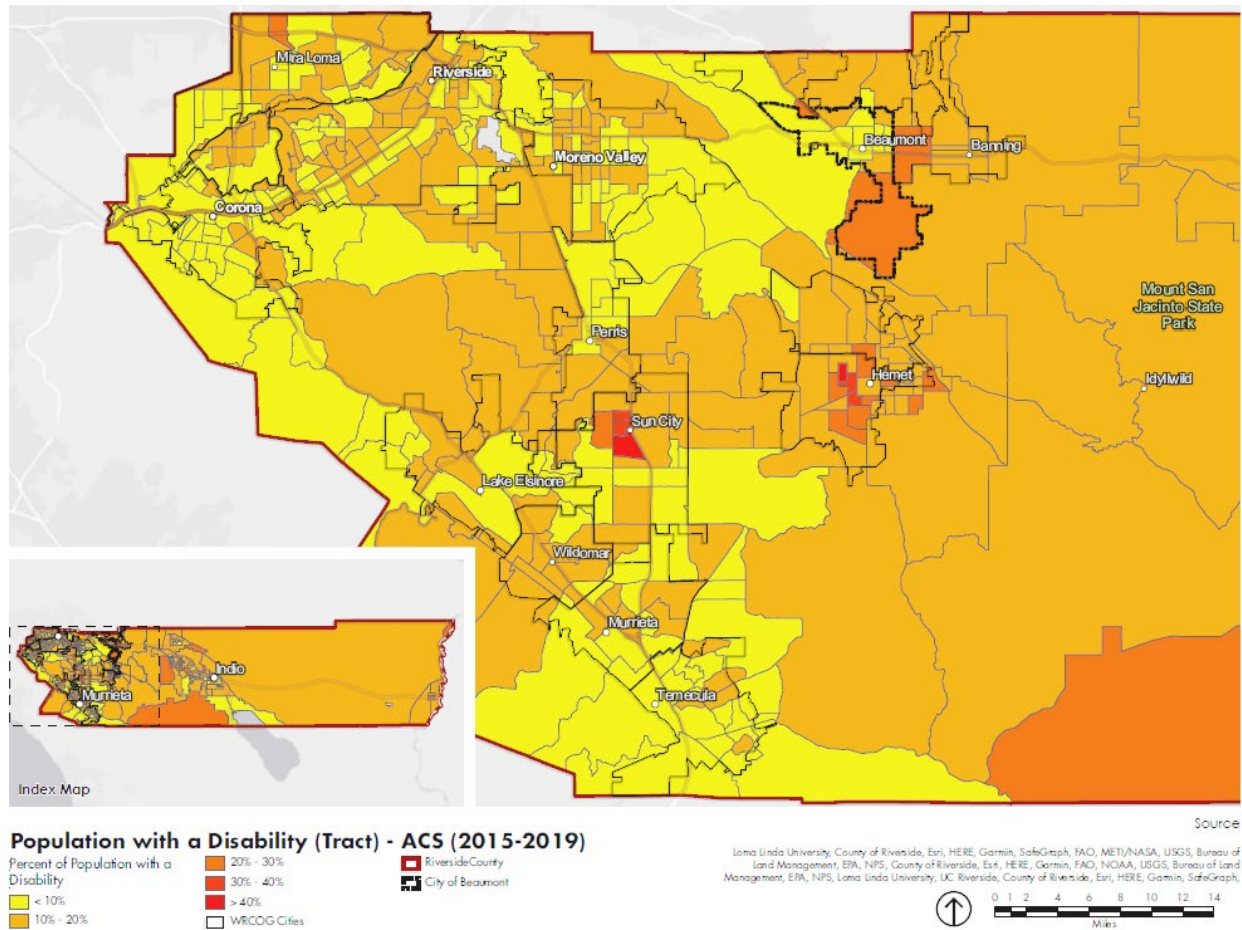 Mira Loma
Riverside
Beaumont
Banning
Moreno Valley
Corona
Mount San
Jacinto State
Park
Perris
Hemet
Idyllwild
Sun City
Lake Elsinore
Wildomar
Murrieta
Temecula
Indio
Murrieta
Index Map
Source
Population with a Disability (Tract) - ACS (2015-2019)
Percent of Population with a
Disability
< 10%
10% - 20%
20% - 30%
30% - 40%
> 40%
WRCOG Cities
RiversideCounty
City of Beaumont
Loma Linda University, County of Riverside, Esri, HERE, Garmin, SafeGraph, FAO, METI/NASA, USGS, Bureau of
Land Management, EPA, NPS, County of Riverside, Esri, HERE, Garmin, FAO, NOAA, USGS, Bureau of Land
Management, EPA, NPS, Loma Linda University, UC Riverside, County of Riverside, Esri, HERE, Garmin, SafeGraph,
0 1 2 4 6 8 10 12 14
Miles